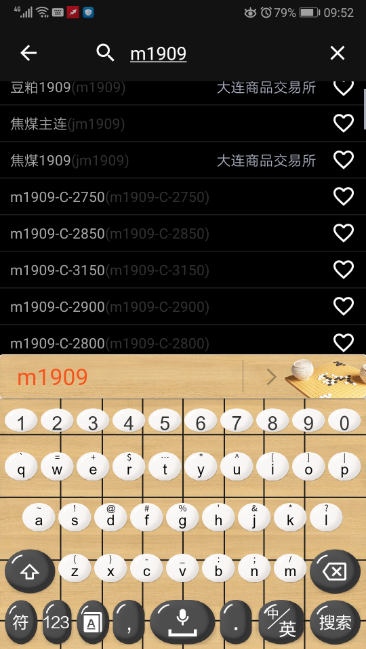 4G 79% 09:52
m1909
豆粕1909(m1909) 大连商品交易所
焦煤主连(jm1909)
焦煤1909(jm1909) 大连商品交易所
m1909-C-2750(m1909-C-2750)
m1909-C-2850(m1909-C-2850)
m1909-C-3150(m1909-C-3150)
m1909-C-2900(m1909-C-2900)
m1909-C-2800(m1909-C-2800)
m1909
1 2 3 4 5 6 7 8 9 0
q w e r t y u i o p
~ ! @ # % ' & * ?
a s d f g h j k l
z x c v b n m
符 123 A , . 中/英 搜索